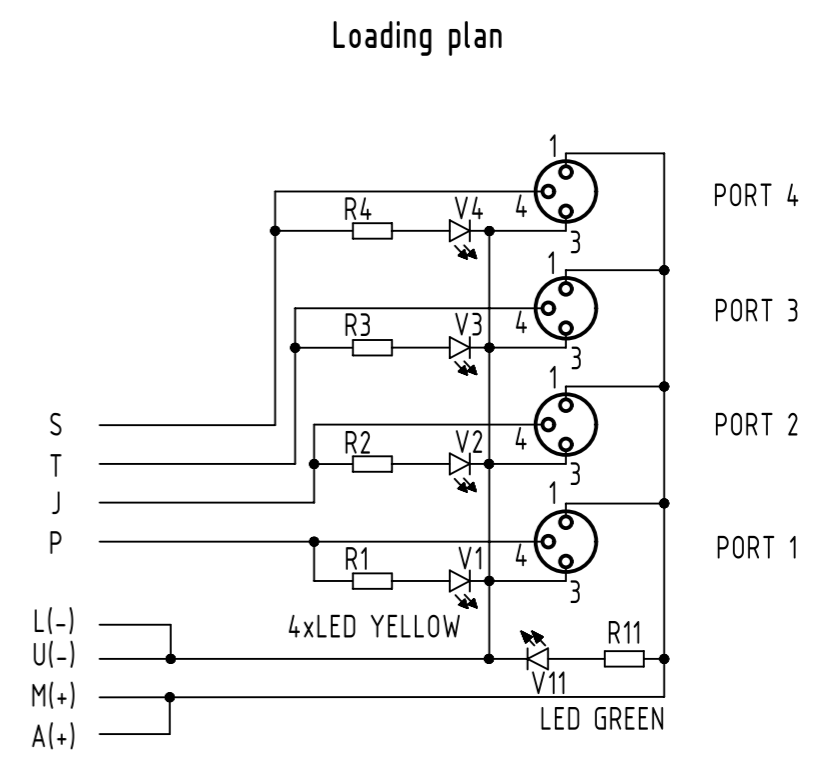 Loading plan
1
R4 V4 4 PORT 4
3
1
R3 V3 4 PORT 3
3
1
S R2 V2 4 PORT 2
T
3
J
1
P R1 V1 4 PORT 1
3
L(-) 4xLED YELLOW R11
U(-)
M(+) V11
A(+) LED GREEN